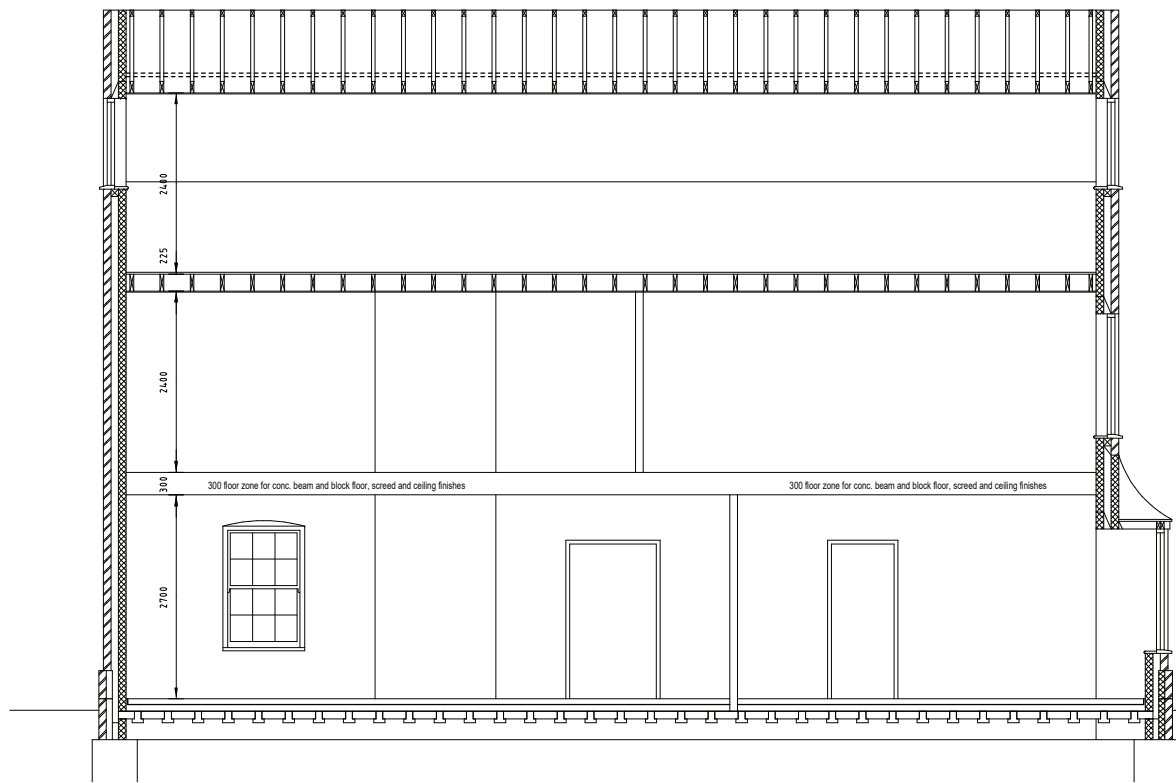 2400
225
2400
300
300 floor zone for conc. beam and block floor, screed and ceiling finishes
300 floor zone for conc. beam and block floor, screed and ceiling finishes
2700